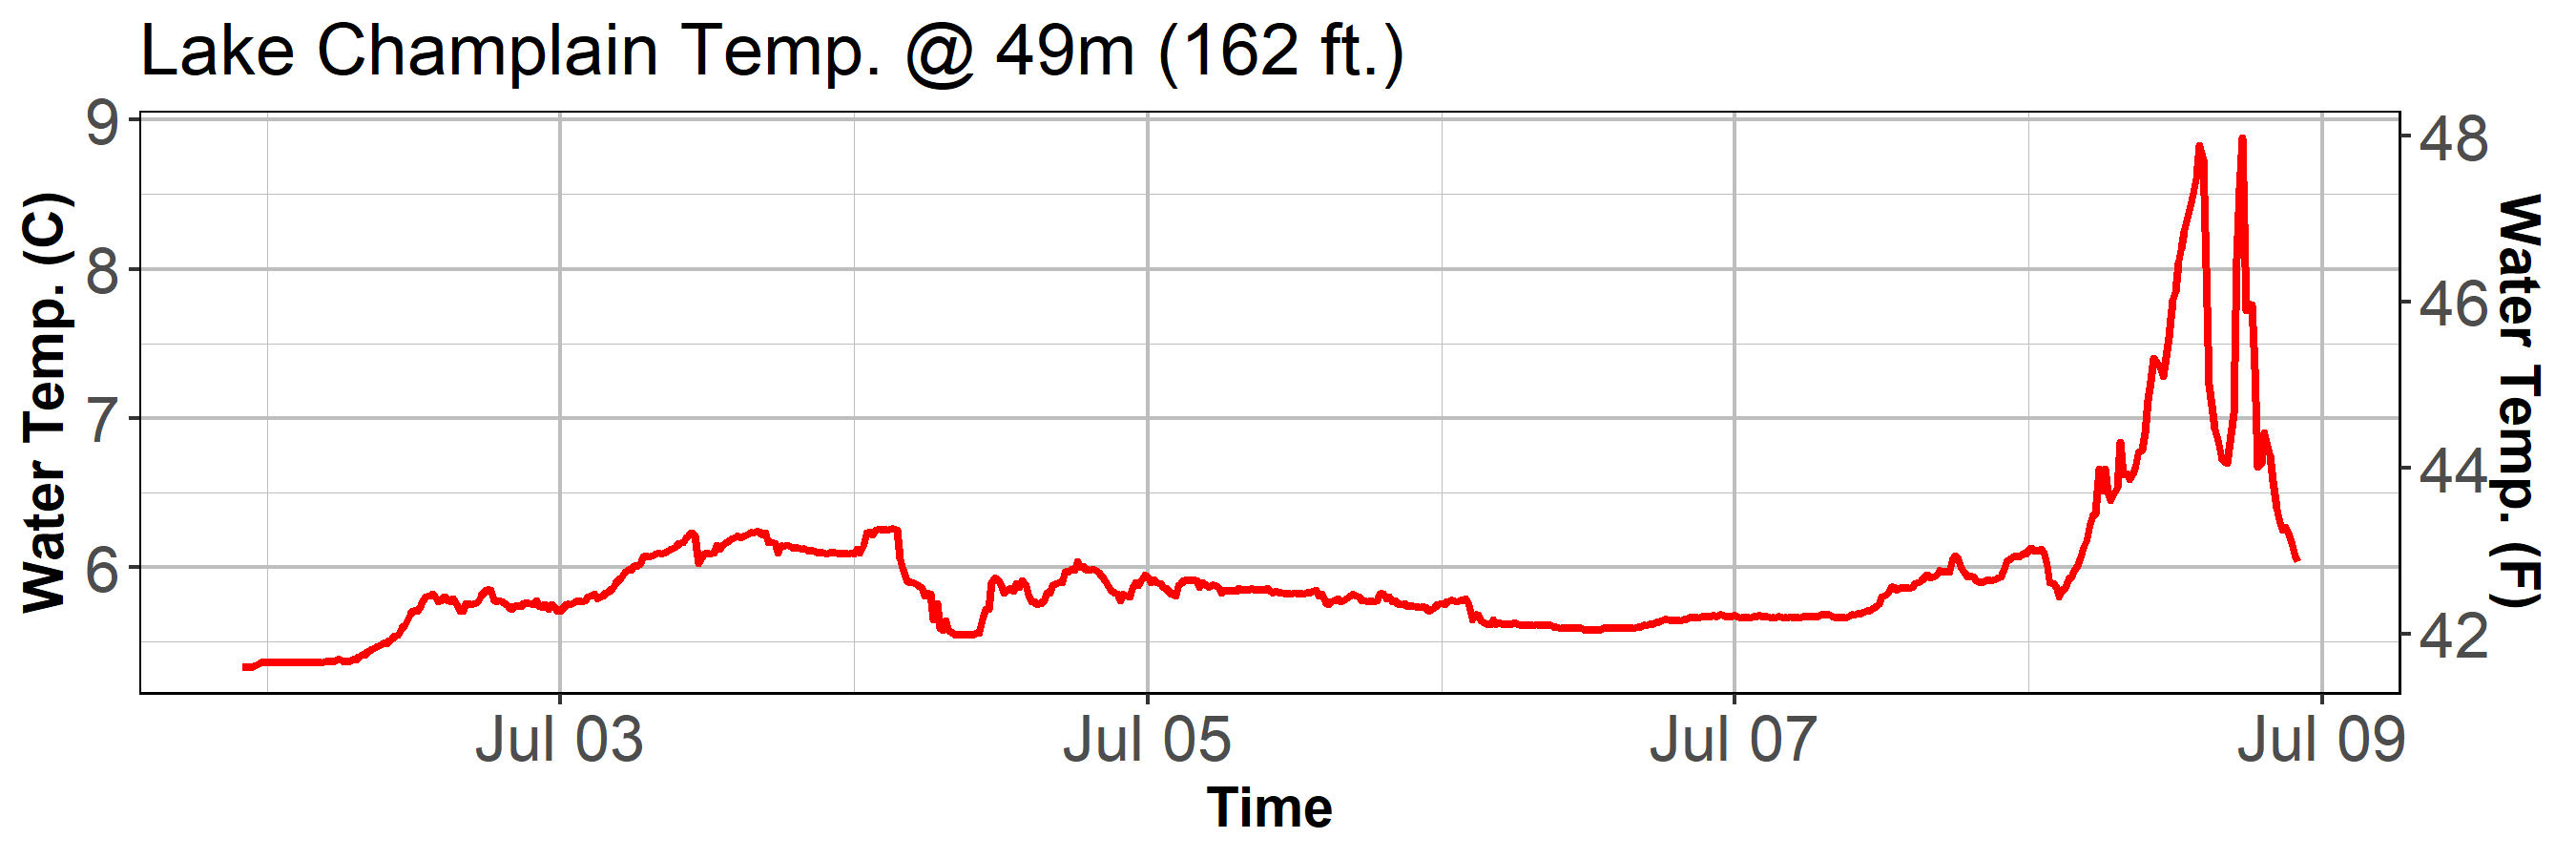 Lake Champlain Temp. @ 49m (162 ft.)
Water Temp. (C)
9
8
7
6
48
46
44
42
Water Temp. (F)
Jul 03
Jul 05
Jul 07
Jul 09
Time